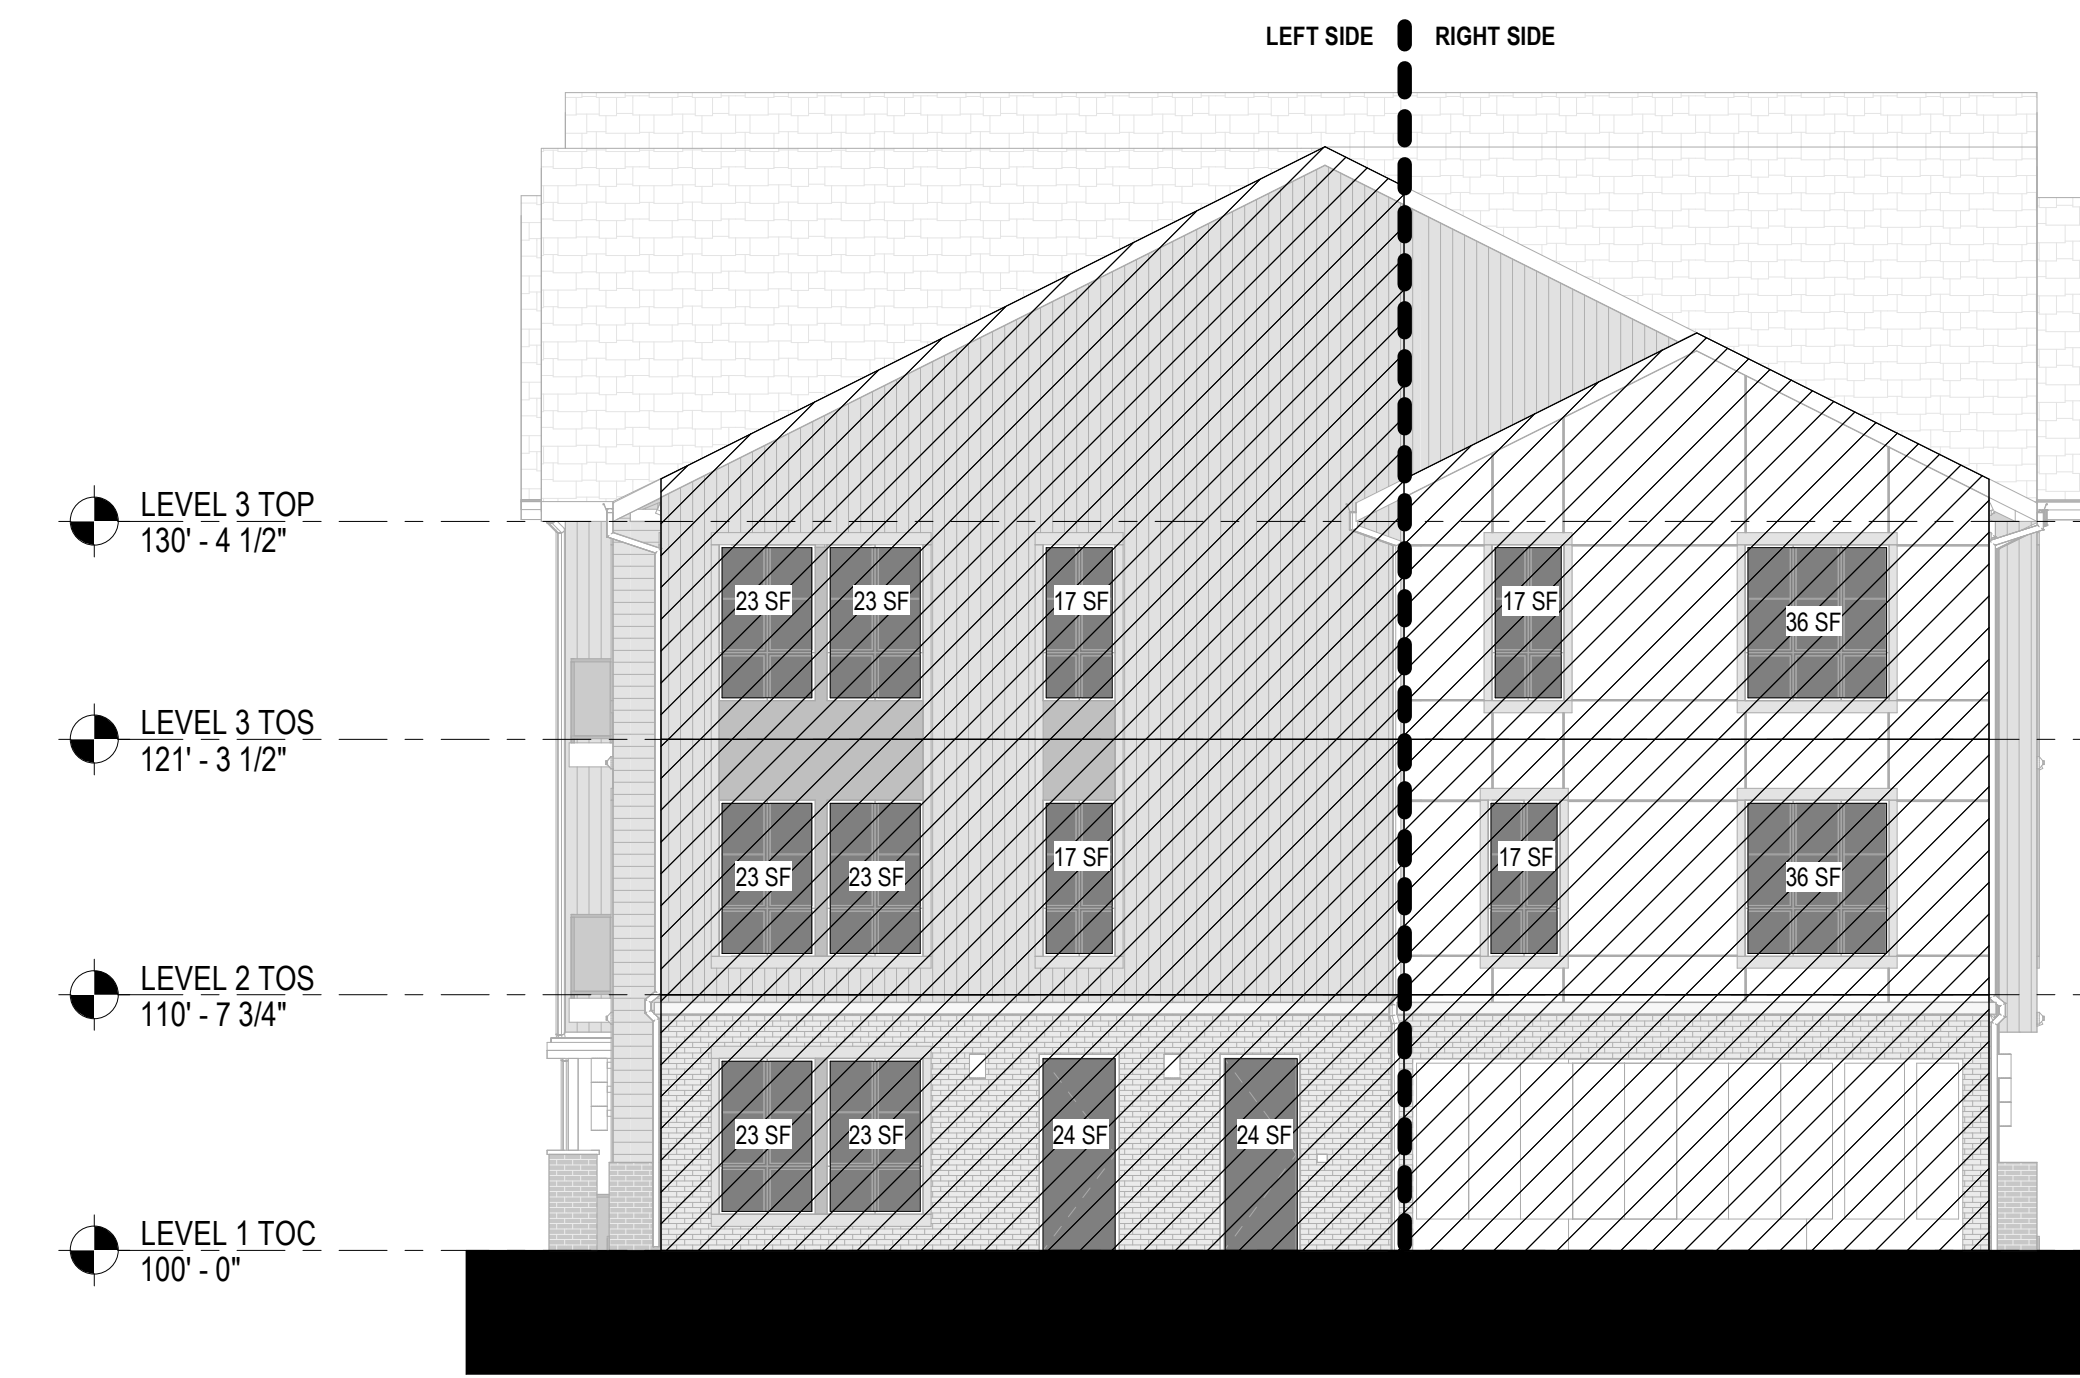 LEFT SIDE RIGHT SIDE
LEVEL 3 TOP
130' - 4 1/2"
23 SF 23 SF 17 SF 17 SF
36 SF
LEVEL 3 TOS
121' - 3 1/2"
17 SF 17 SF
23 SF 23 SF 36 SF
LEVEL 2 TOS
110' - 7 3/4"
23 SF 23 SF 24 SF 24 SF
LEVEL 1 TOC
100' - 0"